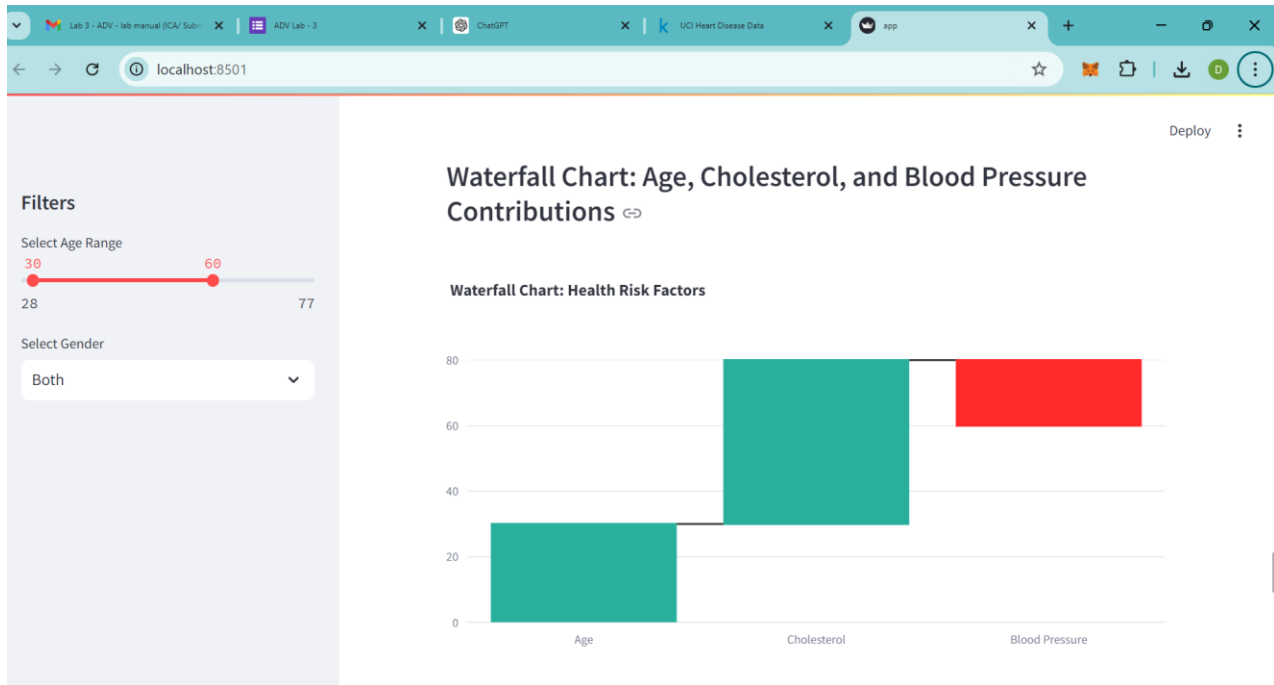 Lab 3 - ADV - lab manual (ICA/ Subm
ADV Lab - 3
ChatGPT
UCI Heart Disease Data
app
localhost:8501
D
Deploy
Filters
Select Age Range
30 60
28 77
Select Gender
Both
Waterfall Chart: Age, Cholesterol, and Blood Pressure
Contributions
Waterfall Chart: Health Risk Factors
80
60
40
20
0
Age Cholesterol Blood Pressure